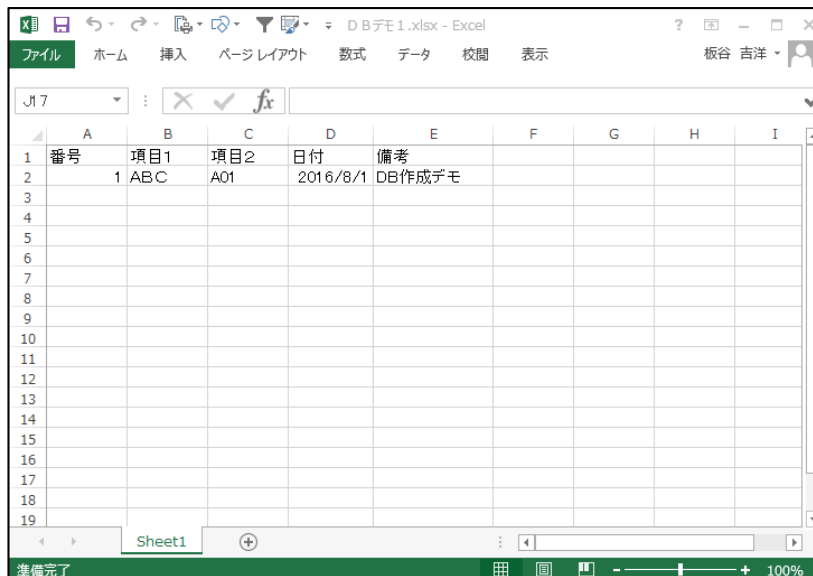 DBデモ1.xlsx - Excel
ファイル ホーム 挿入 ページ レイアウト 数式 データ 校閲 表示 板谷 吉洋
J17 fx
A B C D E F G H I
1 番号 項目1 項目2 日付 備考
2 1 ABC A01 2016/8/1 DB作成デモ
3
4
5
6
7
8
9
10
11
12
13
14
15
16
17
18
19
Sheet1
準備完了 100%